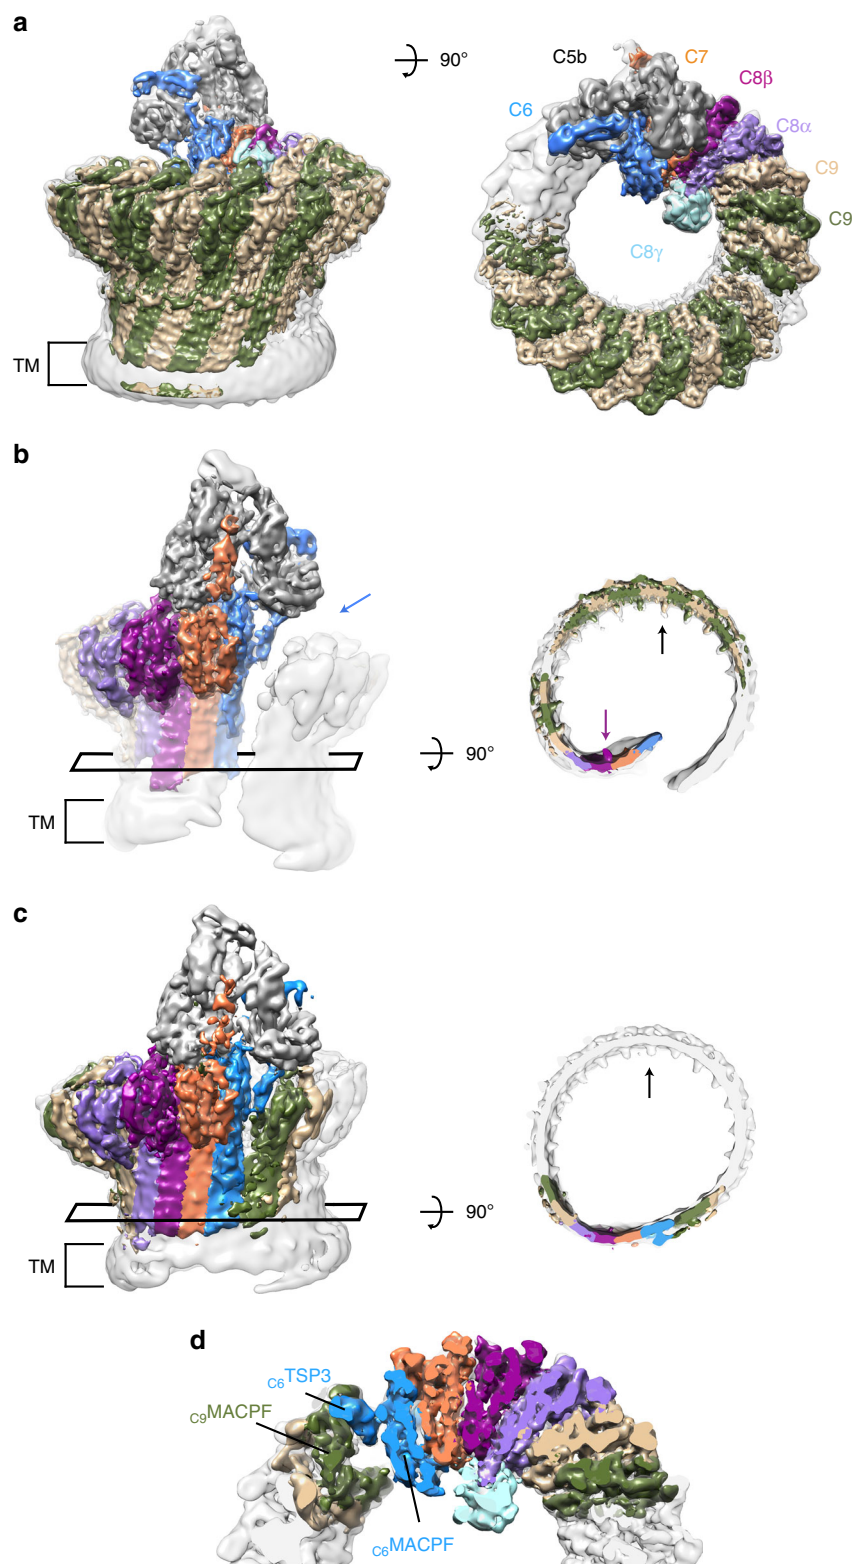 a
90°
C5b
C7
C8β
C6
C8α
C9
C9
C8γ
TM
b
90°
TM
c
90°
TM
d
C6TSP3
C9MACPF
C6MACPF